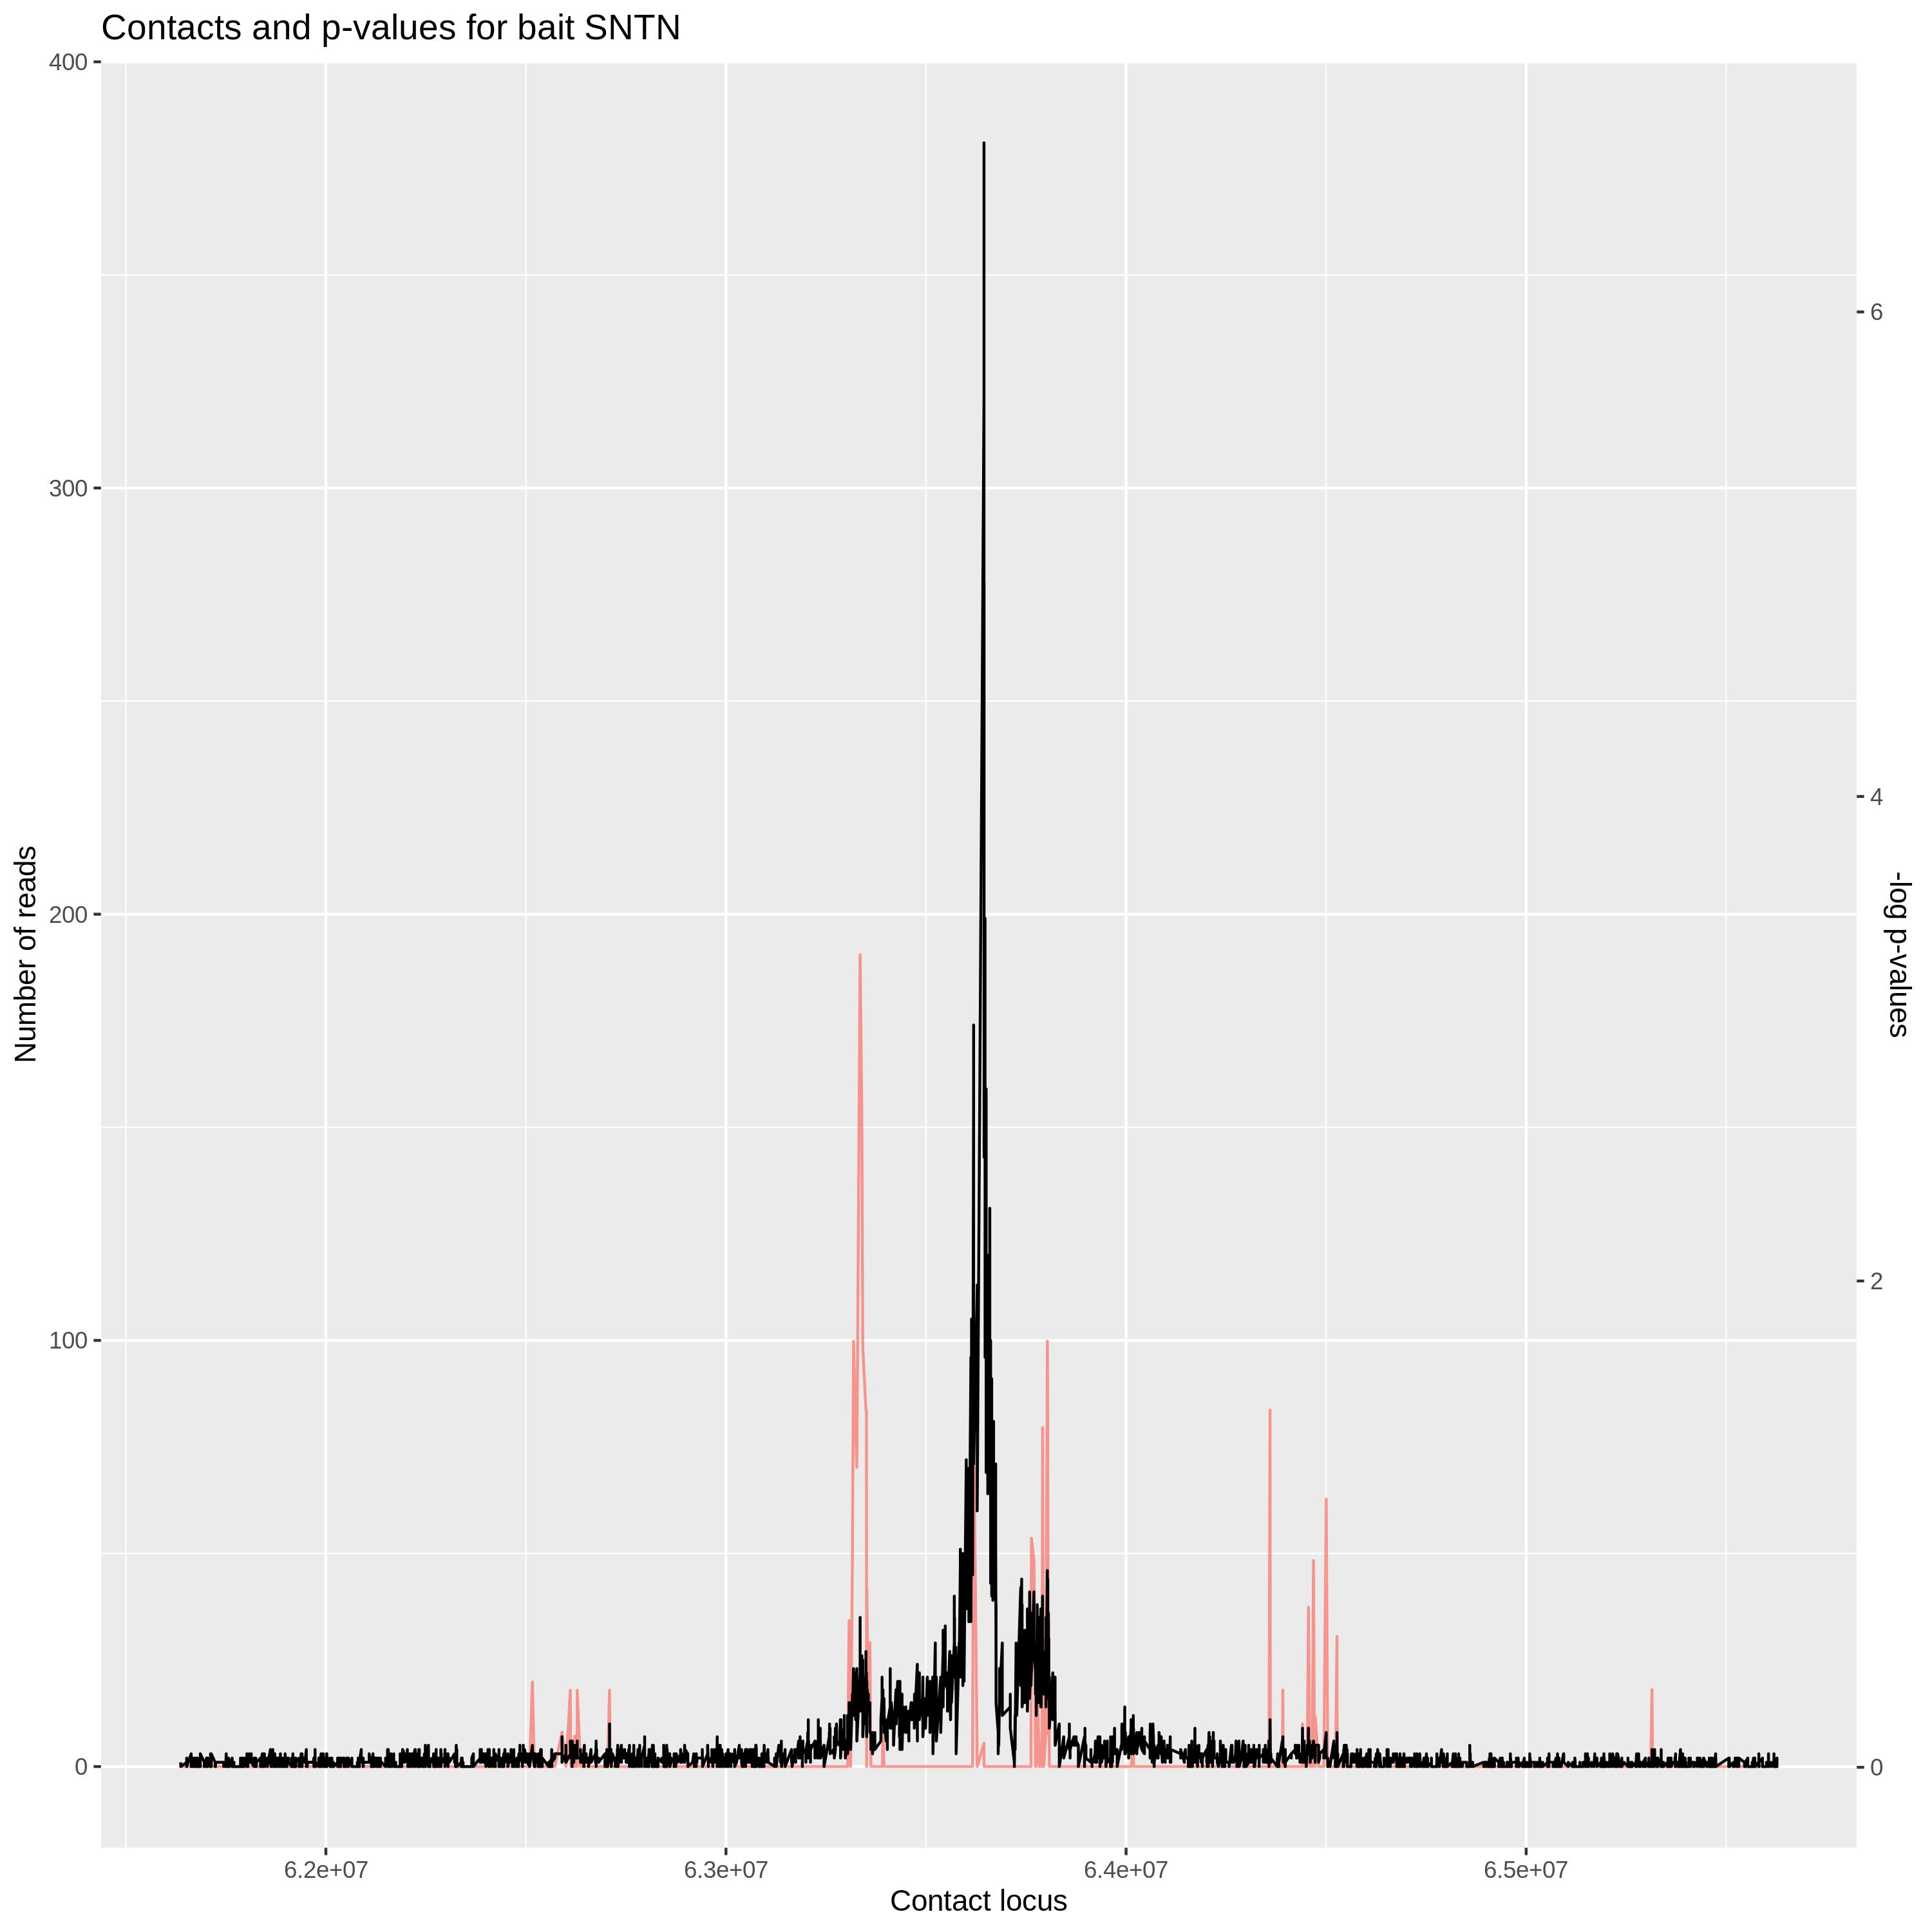 Contacts and p-values for bait SNTN
400
300
200
100
0
Number of reads
6
4
2
0
-log p-values
6.2e+07 6.3e+07 6.4e+07 6.5e+07
Contact locus